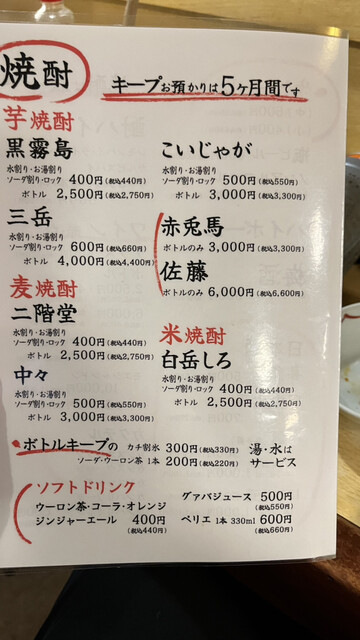 焼酎
キープお預かりは5ヶ月間です
芋焼酎
黒霧島
水割り・お湯割り
ソーダ割り・ロック 400円(税込440円)
ボトル 2,500円(税込2,750円)
こいじゃが
水割り・お湯割り
ソーダ割り・ロック 500円(税込550円)
ボトル 3,000円(税込3,300円)
三岳
水割り・お湯割り
ソーダ割り・ロック 600円(税込660円)
ボトル 4,000円(税込4,400円)
赤兎馬
ボトルのみ 3,000円(税込3,300円)
佐藤
ボトルのみ 6,000円(税込6,600円)
麦焼酎
二階堂
水割り・お湯割り
ソーダ割り・ロック 400円(税込440円)
ボトル 2,500円(税込2,750円)
中々
水割り・お湯割り
ソーダ割り・ロック 500円(税込550円)
ボトル 3,000円(税込3,300円)
米焼酎
白岳しろ
水割り・お湯割り
ソーダ割り・ロック 400円(税込440円)
ボトル 2,500円(税込2,750円)
・ボトルキープの カチ割氷 300円(税込330円) 湯・水は
ソーダ・ウーロン茶 1本 200円(税込220円) サービス
ソフトドリンク
ウーロン茶・コーラ・オレンジ
ジンジャーエール 400円
(税込440円)
グァバジュース 500円
(税込550円)
ペリエ 1本 330ml 600円
(税込660円)